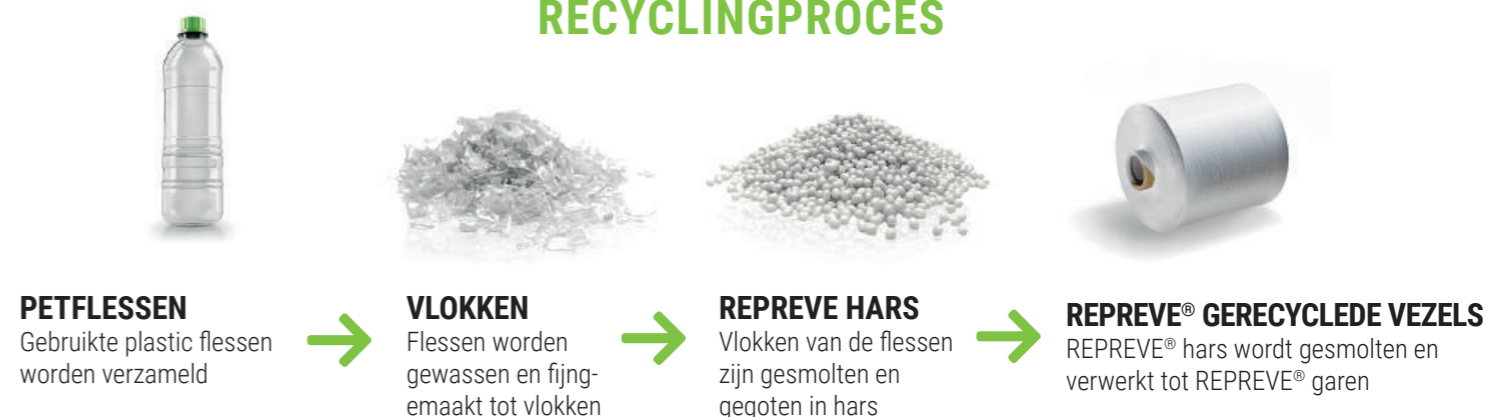 RECYCLINGPROCES
PETFLESSEN
Gebruikte plastic flessen
worden verzameld
VLOKKEN
Flessen worden
gewassen en fijng-
emaakt tot vlokken
REPREVE HARS
Vlokken van de flessen
zijn gesmolten en
gegoten in hars
REPREVE® GERECYCLEDE VEZELS
REPREVE® hars wordt gesmolten en
verwerkt tot REPREVE® garen